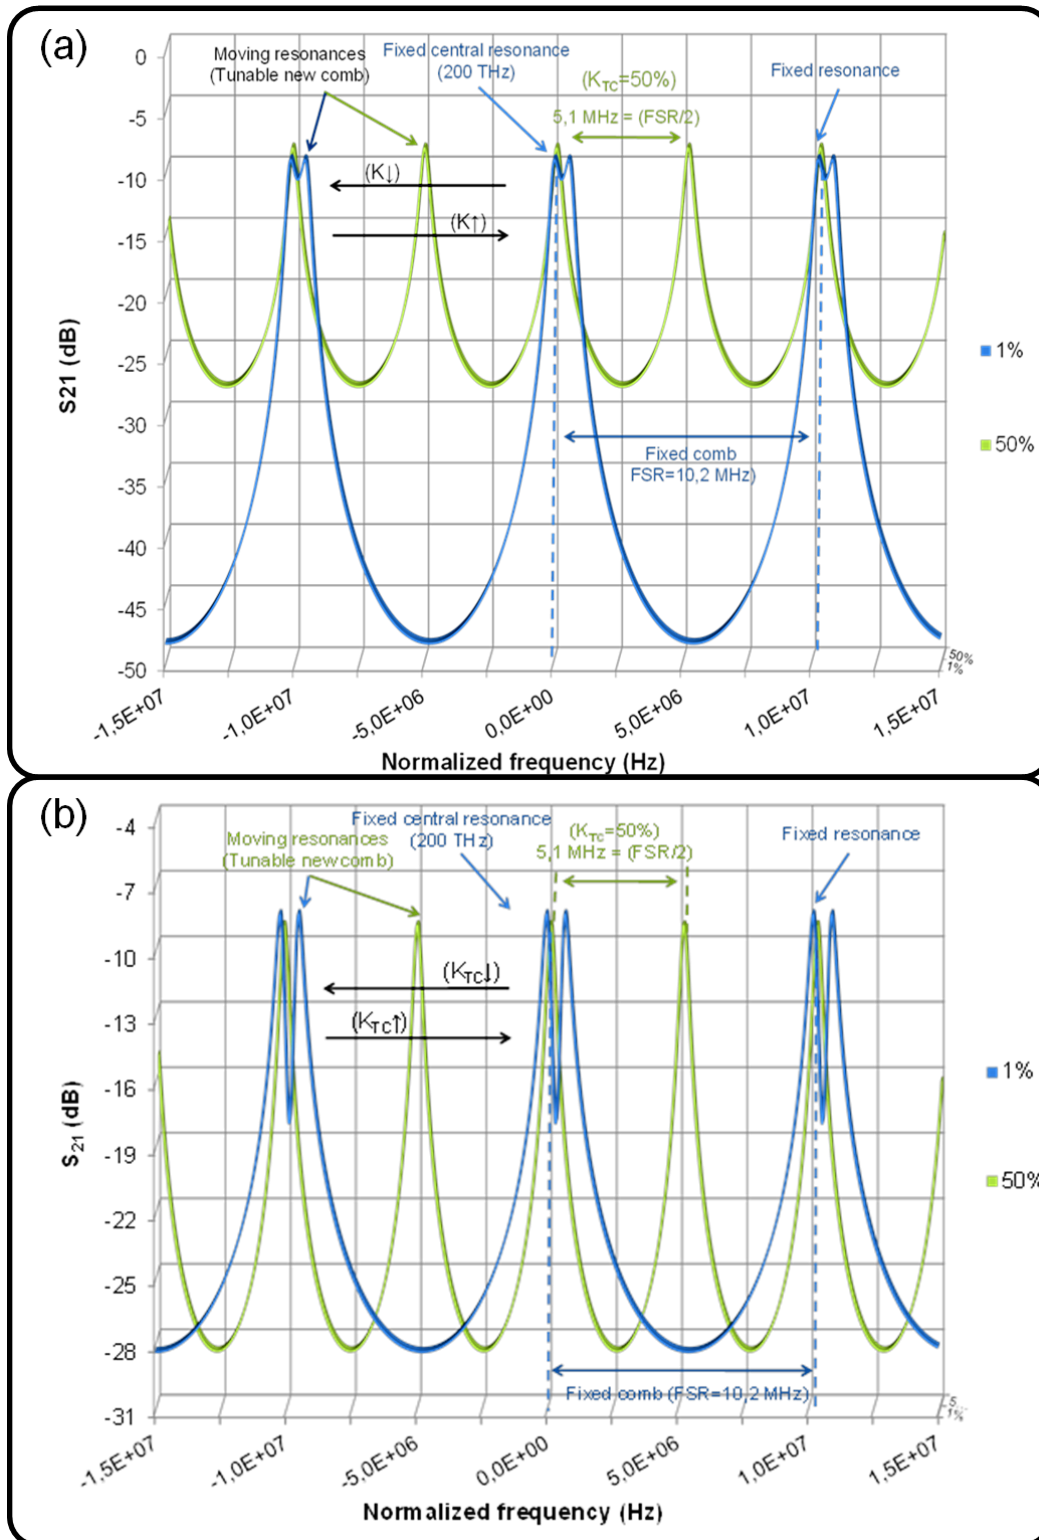 (a)
Moving resonances
(Tunable new comb)
Fixed central resonance
(200 THz)
(KTC=50%)
5,1 MHz = (FSR/2)
Fixed resonance
(K↓)
(K↑)
0
-5
-10
-15
-20
-25
-30
-35
-40
-45
-50
S21 (dB)
Fixed comb
FSR=10,2 MHz)
1%
50%
50%
1%
-1,5E+07
-1,0E+07
-5,0E+06
0,0E+00
5,0E+06
1,0E+07
1,5E+07
Normalized frequency (Hz)
(b)
Moving resonances
(Tunable new comb)
Fixed central resonance
(200 THz)
(KTC=50%)
5,1 MHz = (FSR/2)
Fixed resonance
(KTC↓)
(KTC↑)
-4
-7
-10
-13
-16
-19
-22
-25
-28
-31
S21 (dB)
Fixed comb (FSR=10,2 MHz)
1%
50%
1%
-1,5E+07
-1,0E+07
-5,0E+06
0,0E+00
5,0E+06
1,0E+07
1,5E+07
Normalized frequency (Hz)